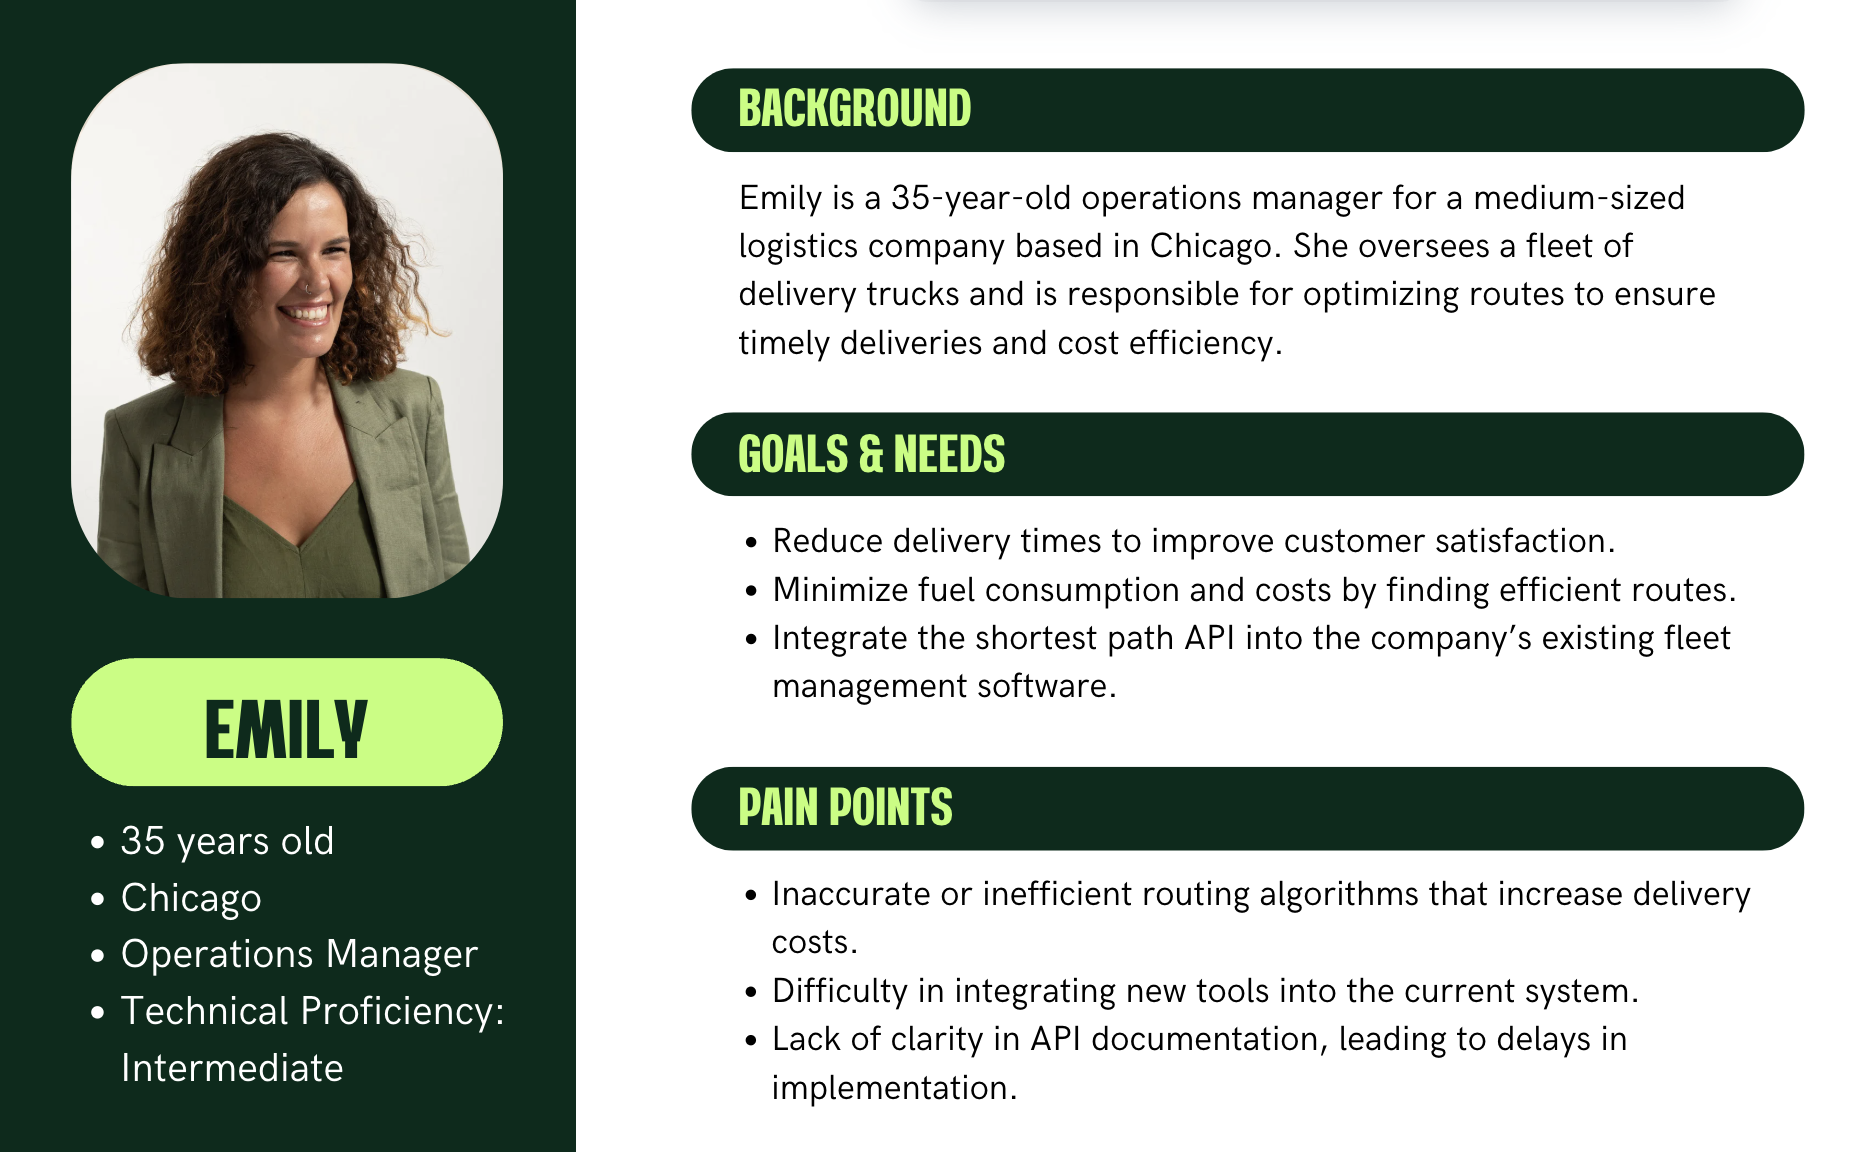 EMILY
• 35 years old
• Chicago
• Operations Manager
• Technical Proficiency:
Intermediate
BACKGROUND
Emily is a 35-year-old operations manager for a medium-sized
logistics company based in Chicago. She oversees a fleet of
delivery trucks and is responsible for optimizing routes to ensure
timely deliveries and cost efficiency.
GOALS & NEEDS
• Reduce delivery times to improve customer satisfaction.
• Minimize fuel consumption and costs by finding efficient routes.
• Integrate the shortest path API into the company’s existing fleet
management software.
PAIN POINTS
• Inaccurate or inefficient routing algorithms that increase delivery
costs.
• Difficulty in integrating new tools into the current system.
• Lack of clarity in API documentation, leading to delays in
implementation.